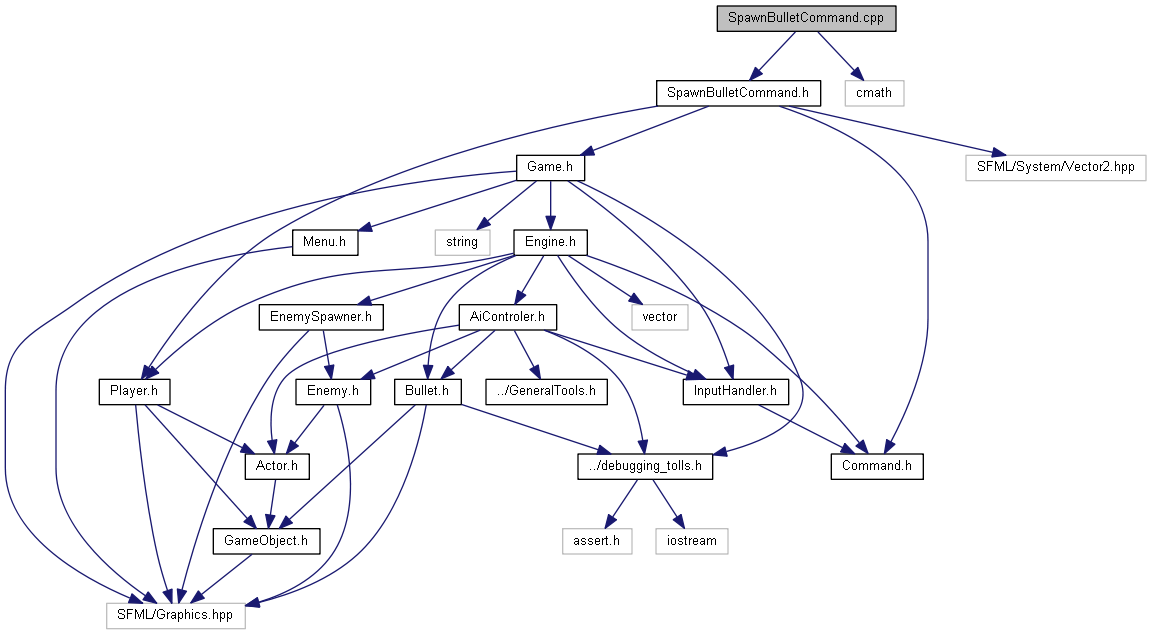 SpawnBulletCommand.cpp
SpawnBulletCommand.h
cmath
Game.h
SFML/System/Vector2.hpp
Menu.h
string
Engine.h
EnemySpawner.h
AiControler.h
vector
Player.h
Enemy.h
Bullet.h
../GeneralTools.h
InputHandler.h
Actor.h
../debugging_tolls.h
Command.h
GameObject.h
assert.h
iostream
SFML/Graphics.hpp